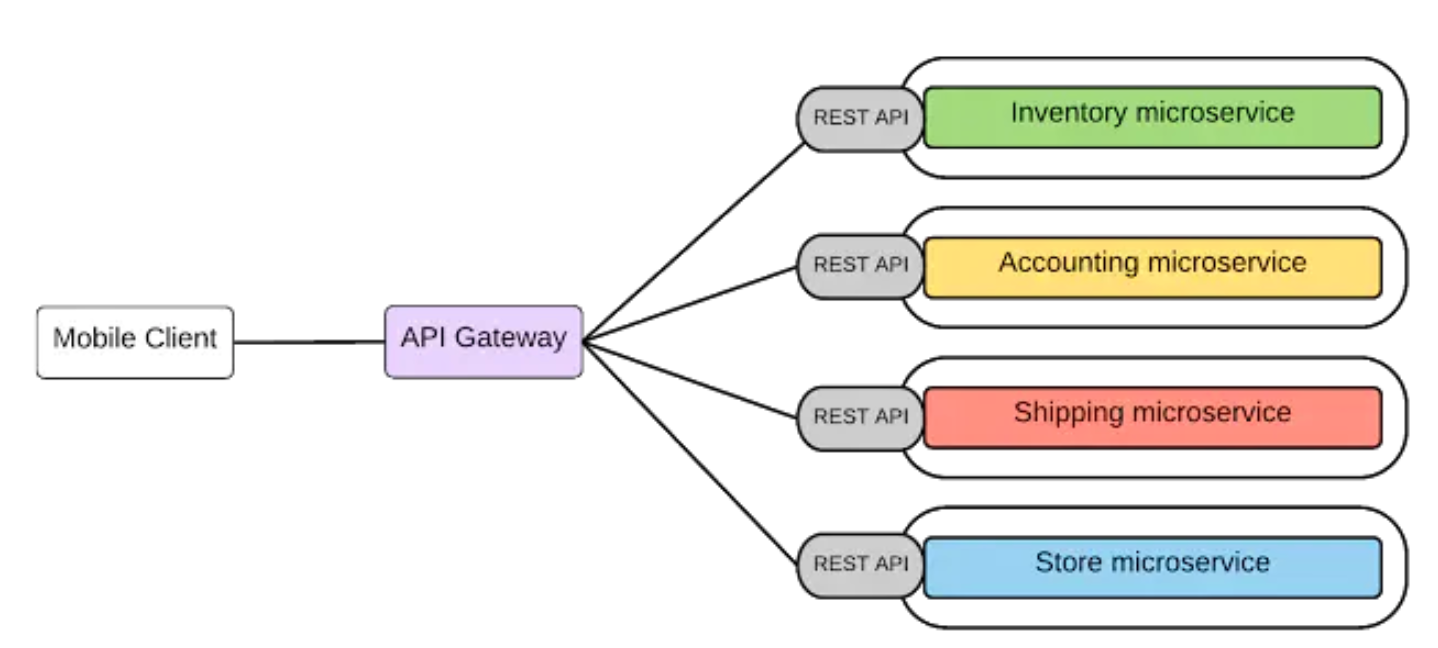 REST API
Inventory microservice
REST API
Accounting microservice
Mobile Client
API Gateway
REST API
Shipping microservice
REST API
Store microservice